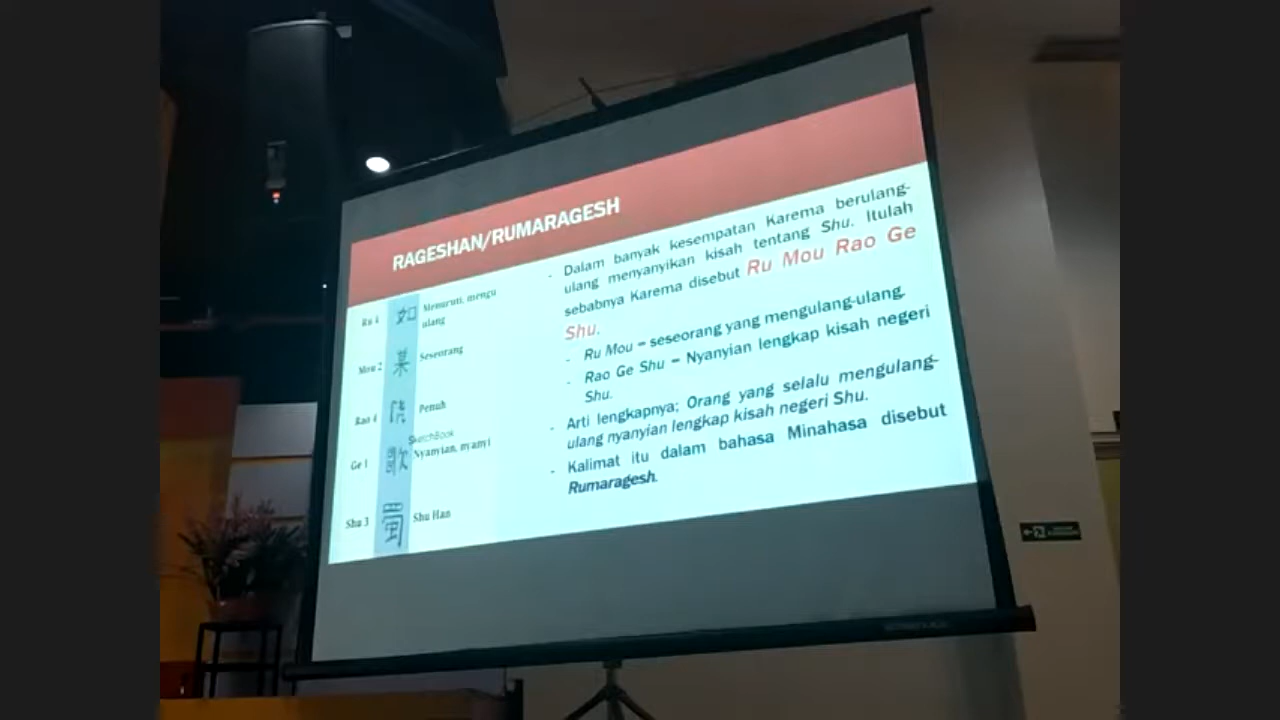 RAGESHAN/RUMARAGESH
Ru 4 如 Menuruti, mengu
ulang
Mou 2 某 Seseorang
Rao 4 Penuh
SketchBook
Ge 1 歌 Nyanyian, nyanyi
Shu 3 蜀 Shu Han
- Dalam banyak kesempatan Karema berulang-
ulang menyanyikan kisah tentang Shu. Itulah
sebabnya Karema disebut Ru Mou Rao Ge
Shu.
- Ru Mou = seseorang yang mengulang-ulang.
- Rao Ge Shu = Nyanyian lengkap kisah negeri
Shu.
- Arti lengkapnya; Orang yang selalu mengulang-
ulang nyanyian lengkap kisah negeri Shu.
- Kalimat itu dalam bahasa Minahasa disebut
Rumaragesh.